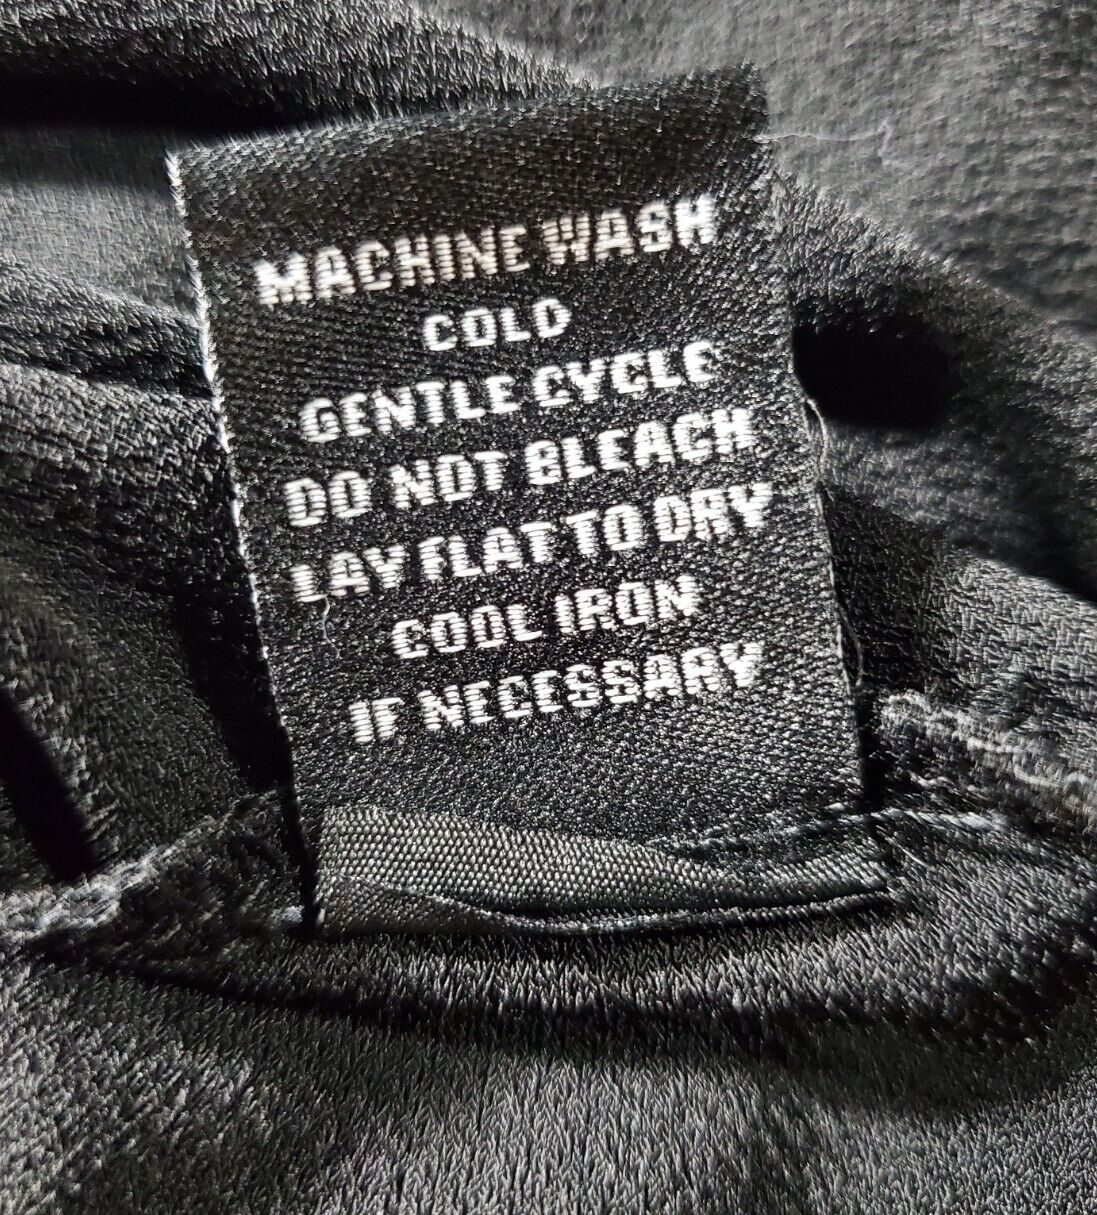 MACHINE WASH
COLD
GENTLE CYCLE
DO NOT BLEACH
LAY FLAT TO DRY
COOL IRON
IF NECESSARY